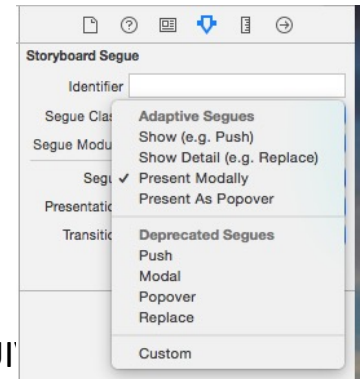 Storyboard Segue
Identifier
Segue Clas
Adaptive Segues
Show (e.g. Push)
Segue Modu
Show Detail (e.g. Replace)
Segu ✓ Present Modally
Presentatio
Present As Popover
Transitio
Deprecated Segues
Push
Modal
Popover
Replace
Custom